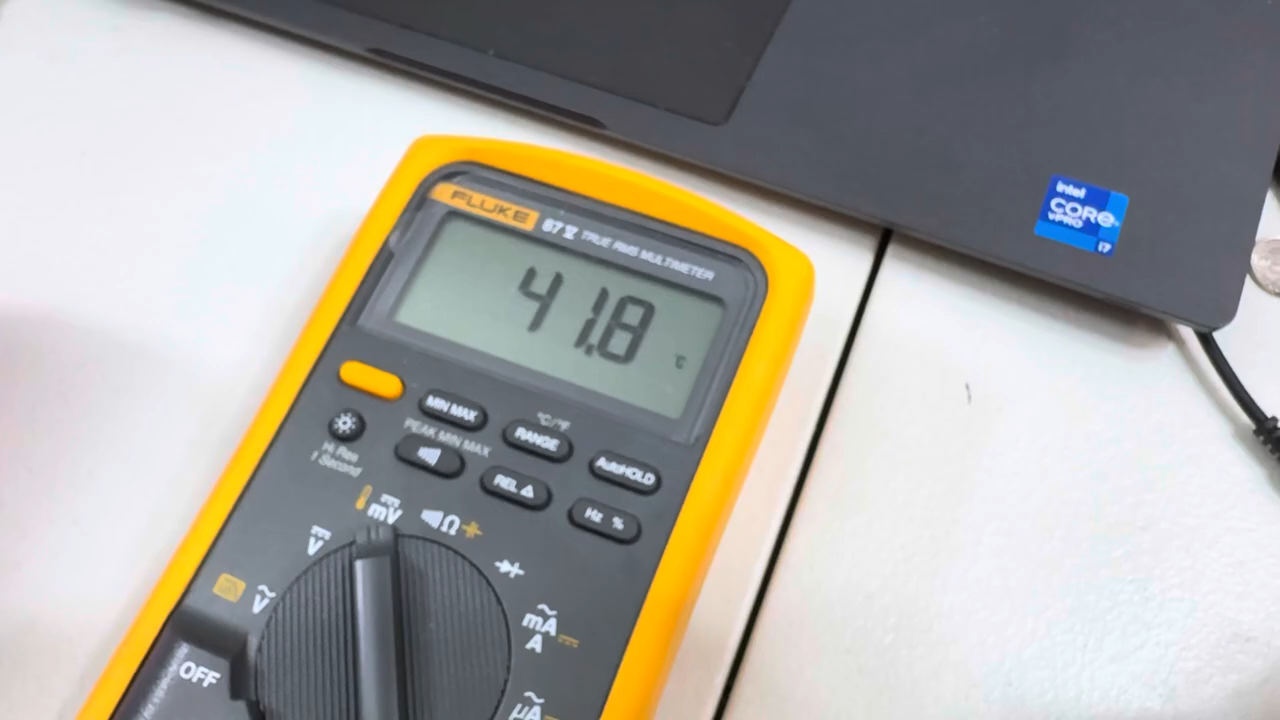 intel
CORE
vPRO
i7
FLUKE 87 V TRUE RMS MULTIMETER
41.8 °C
MIN MAX
°C/°F
RANGE
AutoHOLD
PEAK MIN MAX
REL Δ
Hz %
Hi Res
1 Second
mV
Ω
V
V
mA
A
OFF
µA